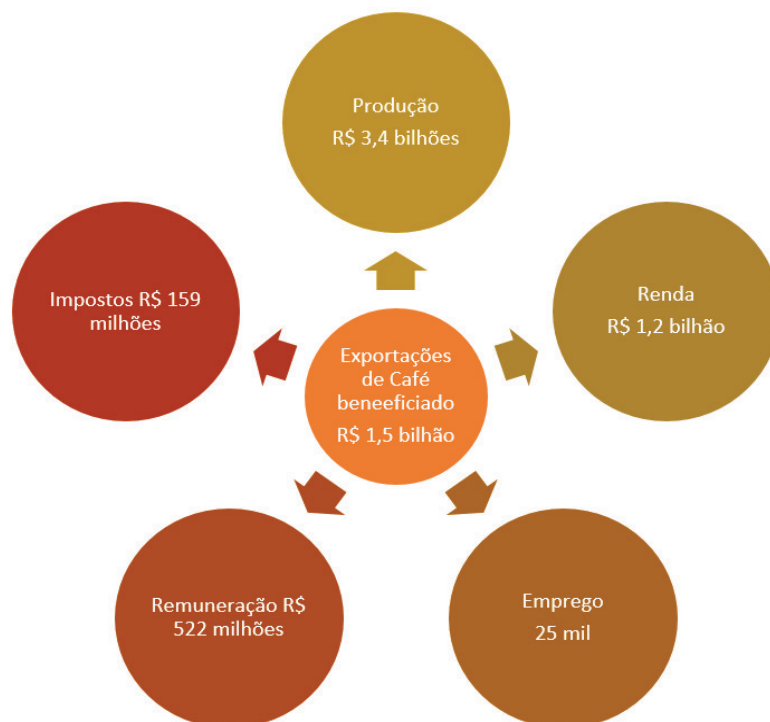 Produção
R$ 3,4 bilhões
Impostos R$ 159
milhões
Renda
R$ 1,2 bilhão
Exportações
de Café
beneeficiado
R$ 1,5 bilhão
Remuneração R$
522 milhões
Emprego
25 mil